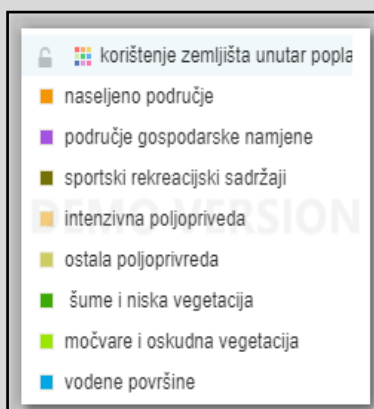 korištenje zemljišta unutar popla
naseljeno područje
područje gospodarske namjene
sportski rekreacijski sadržaji
intenzivna poljopriveda
ostala poljoprivreda
šume i niska vegetacija
močvare i oskudna vegetacija
vodene površine
DEMO VERSION